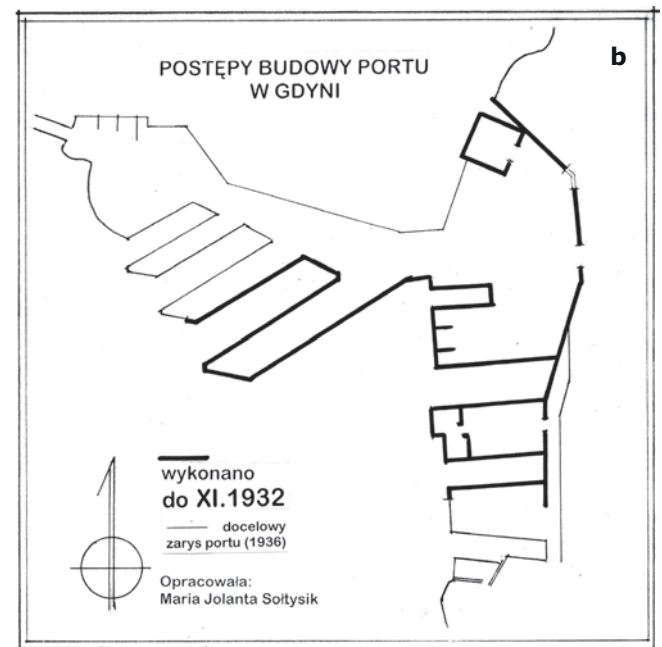 POSTĘPY BUDOWY PORTU
W GDYNI
b
wykonano
do XI.1932
docelowy
zarys portu (1936)
Opracowała:
Maria Jolanta Sołtysik